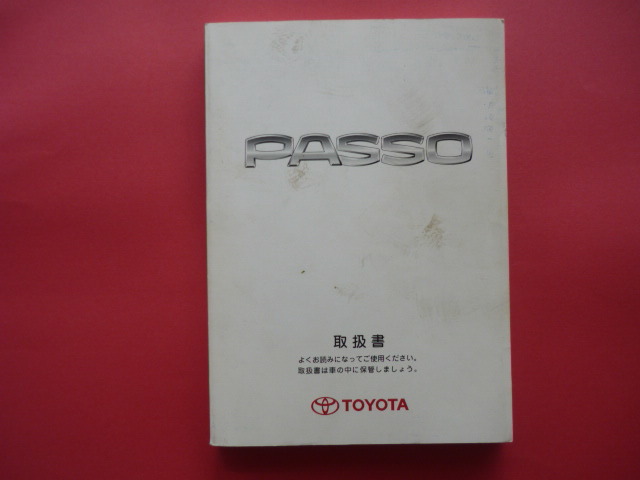 PASSO
取扱書
よくお読みになってご使用ください。
取扱書は車の中に保管しましょう。
TOYOTA